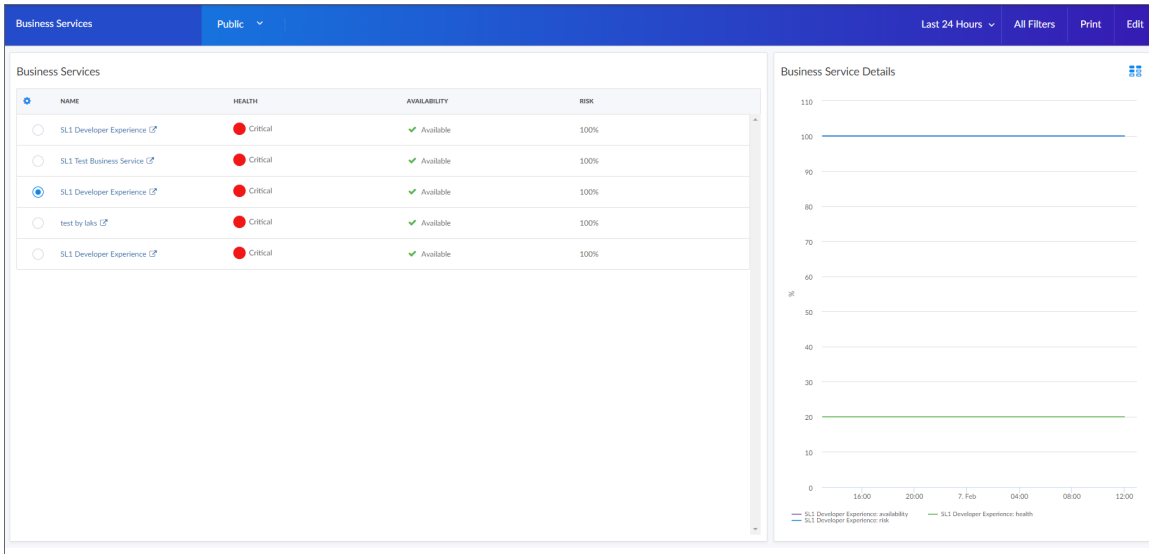 Business Services
Public
Last 24 Hours
All Filters
Print
Edit
Business Services
NAME HEALTH AVAILABILITY RISK
SL1 Developer Experience Critical Available 100%
SL1 Test Business Service Critical Available 100%
SL1 Developer Experience Critical Available 100%
test by laks Critical Available 100%
SL1 Developer Experience Critical Available 100%
Business Service Details
110
100
90
80
70
60
%
50
40
30
20
10
0
16:00 20:00 7. Feb 04:00 08:00 12:00
SL1 Developer Experience: availability SL1 Developer Experience: health
SL1 Developer Experience: risk